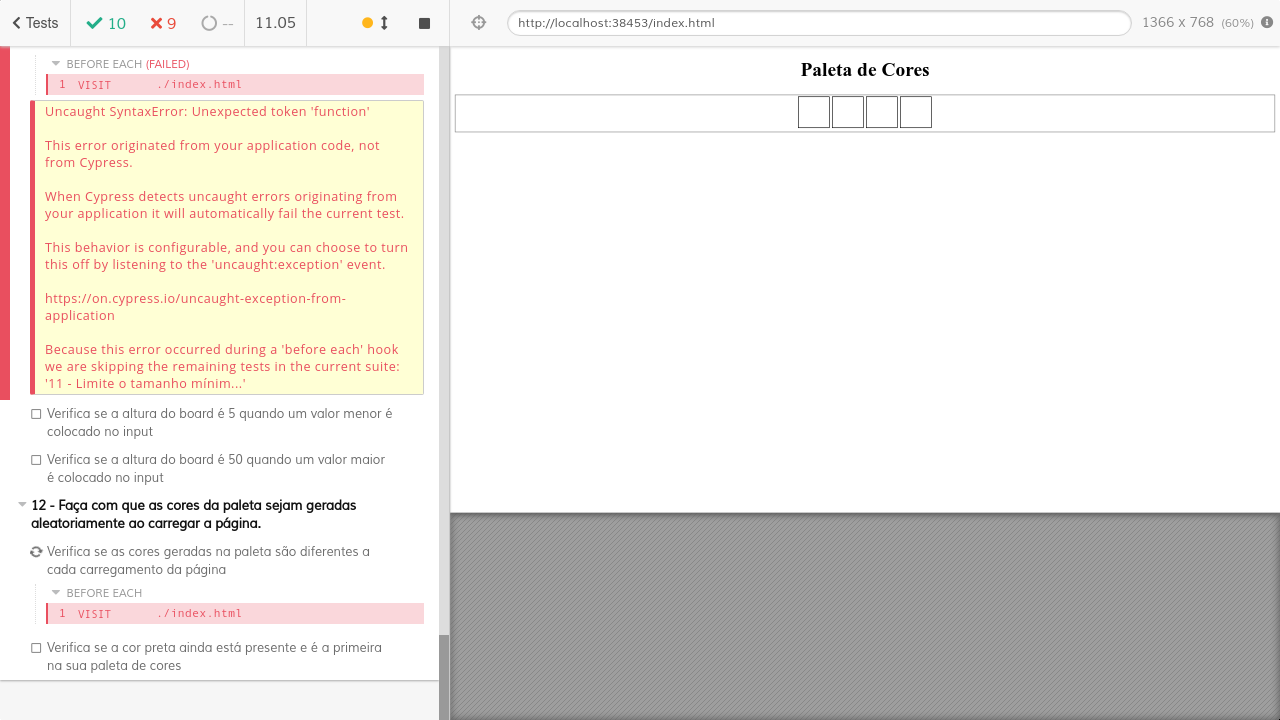 Tests
10
9
--
11.05
http://localhost:38453/index.html
1366 x 768 (60%)
BEFORE EACH (FAILED)
1 VISIT ./index.html
Uncaught SyntaxError: Unexpected token 'function'
This error originated from your application code, not
from Cypress.
When Cypress detects uncaught errors originating from
your application it will automatically fail the current test.
This behavior is configurable, and you can choose to turn
this off by listening to the 'uncaught:exception' event.
https://on.cypress.io/uncaught-exception-from-
application
Because this error occurred during a 'before each' hook
we are skipping the remaining tests in the current suite:
'11 - Limite o tamanho mínim...'
Verifica se a altura do board é 5 quando um valor menor é
colocado no input
Verifica se a altura do board é 50 quando um valor maior
é colocado no input
12 - Faça com que as cores da paleta sejam geradas
aleatoriamente ao carregar a página.
Verifica se as cores geradas na paleta são diferentes a
cada carregamento da página
BEFORE EACH
1 VISIT ./index.html
Verifica se a cor preta ainda está presente e é a primeira
na sua paleta de cores
Paleta de Cores